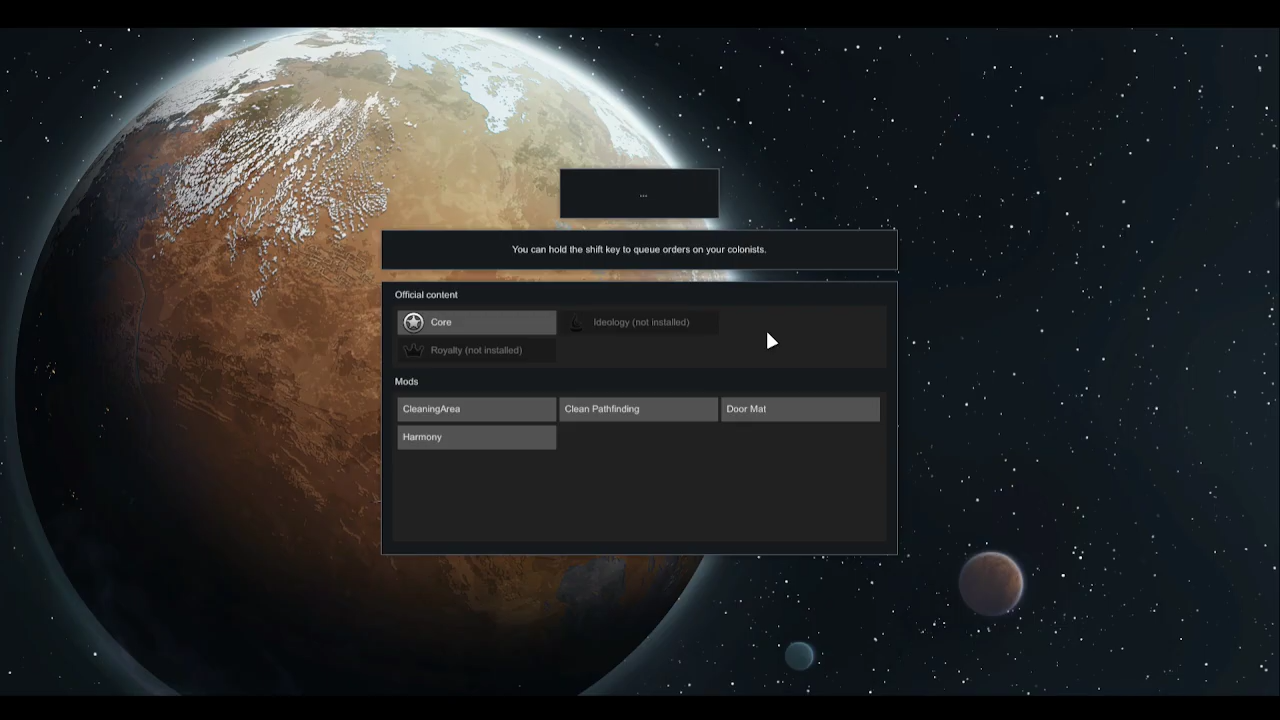 ...
You can hold the shift key to queue orders on your colonists.
Official content
Core
Ideology (not installed)
Royalty (not installed)
Mods
CleaningArea
Clean Pathfinding
Door Mat
Harmony